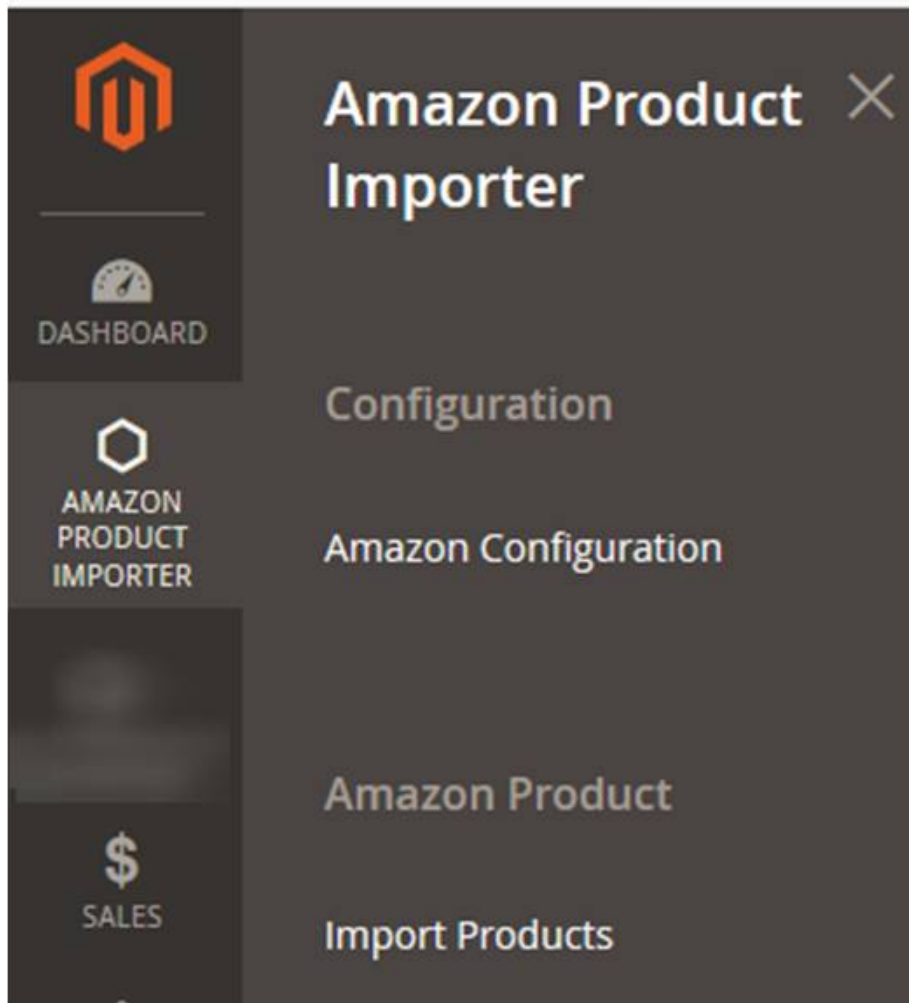 DASHBOARD
AMAZON
PRODUCT
IMPORTER
SALES
Amazon Product
Importer
Configuration
Amazon Configuration
Amazon Product
Import Products